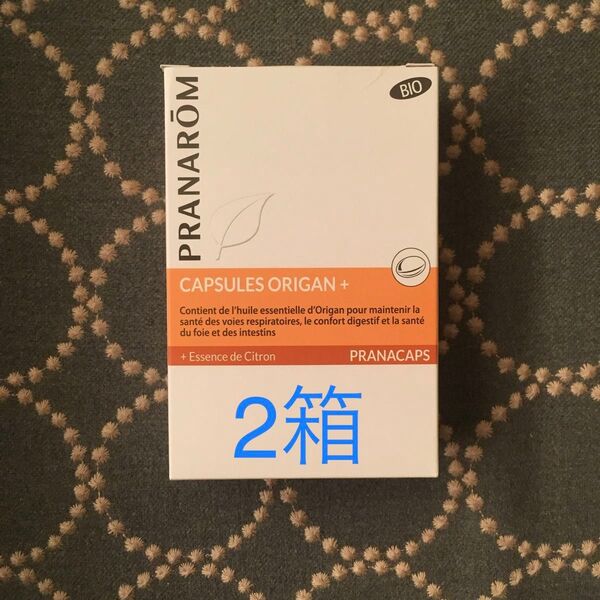 PRANARŌM
BIO
CAPSULES ORIGAN +
Contient de l'huile essentielle d'Origan pour maintenir la
santé des voies respiratoires, le confort digestif et la santé
du foie et des intestins
+ Essence de Citron
PRANACAPS
2箱